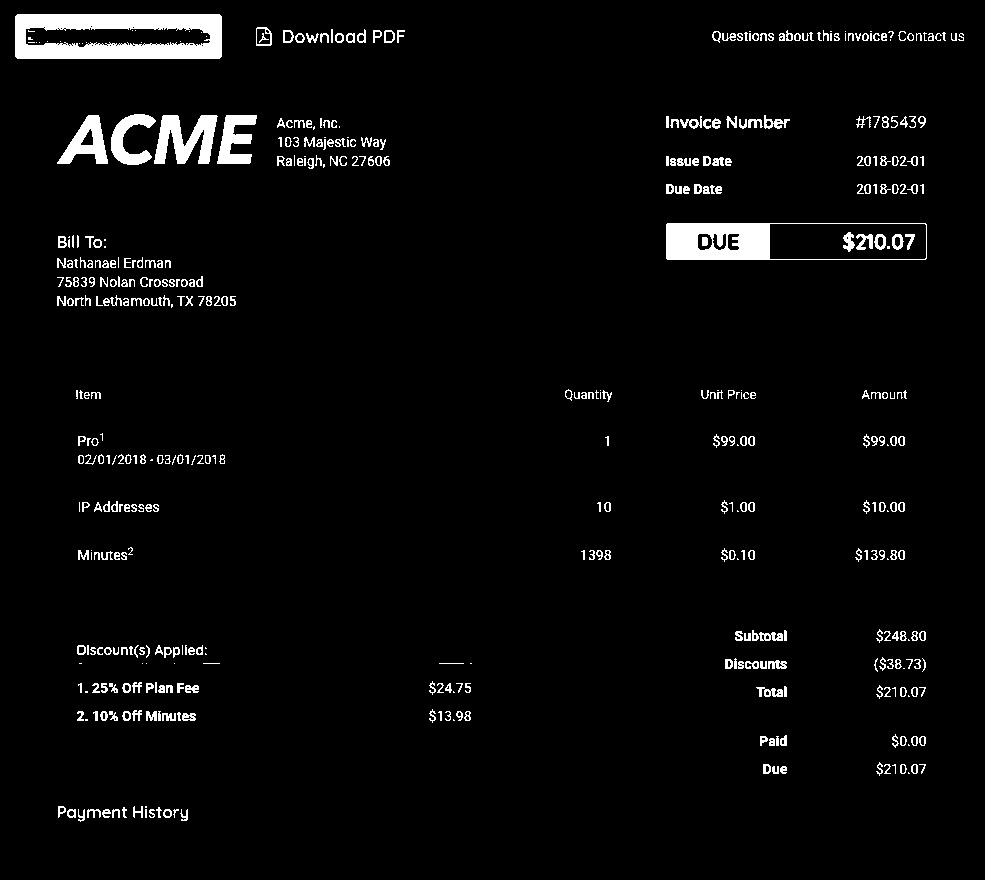 Download PDF
Questions about this invoice? Contact us
ACME
Acme, Inc.
103 Majestic Way
Raleigh, NC 27606
Invoice Number #1785439
Issue Date 2018-02-01
Due Date 2018-02-01
DUE $210.07
Bill To:
Nathanael Erdman
75839 Nolan Crossroad
North Lethamouth, TX 78205
Item Quantity Unit Price Amount
Pro1 1 $99.00 $99.00
02/01/2018 - 03/01/2018
IP Addresses 10 $1.00 $10.00
Minutes2 1398 $0.10 $139.80
Discount(s) Applied:
1. 25% Off Plan Fee $24.75
2. 10% Off Minutes $13.98
Subtotal $248.80
Discounts ($38.73)
Total $210.07
Paid $0.00
Due $210.07
Payment History